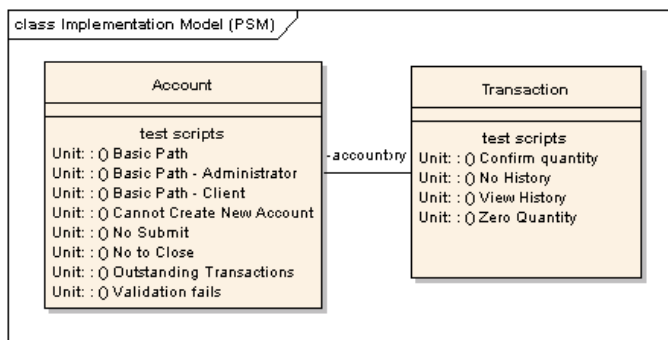 class Implementation Model (PSM)
Account
test scripts
Unit: : () Basic Path
Unit: : () Basic Path - Administrator
Unit: : () Basic Path - Client
Unit: : () Cannot Create New Account
Unit: : () No Submit
Unit: : () No to Close
Unit: : () Outstanding Transactions
Unit: : () Validation fails
Transaction
test scripts
Unit: : () Confirm quantity
Unit: : () No History
Unit: : () View History
Unit: : () Zero Quantity